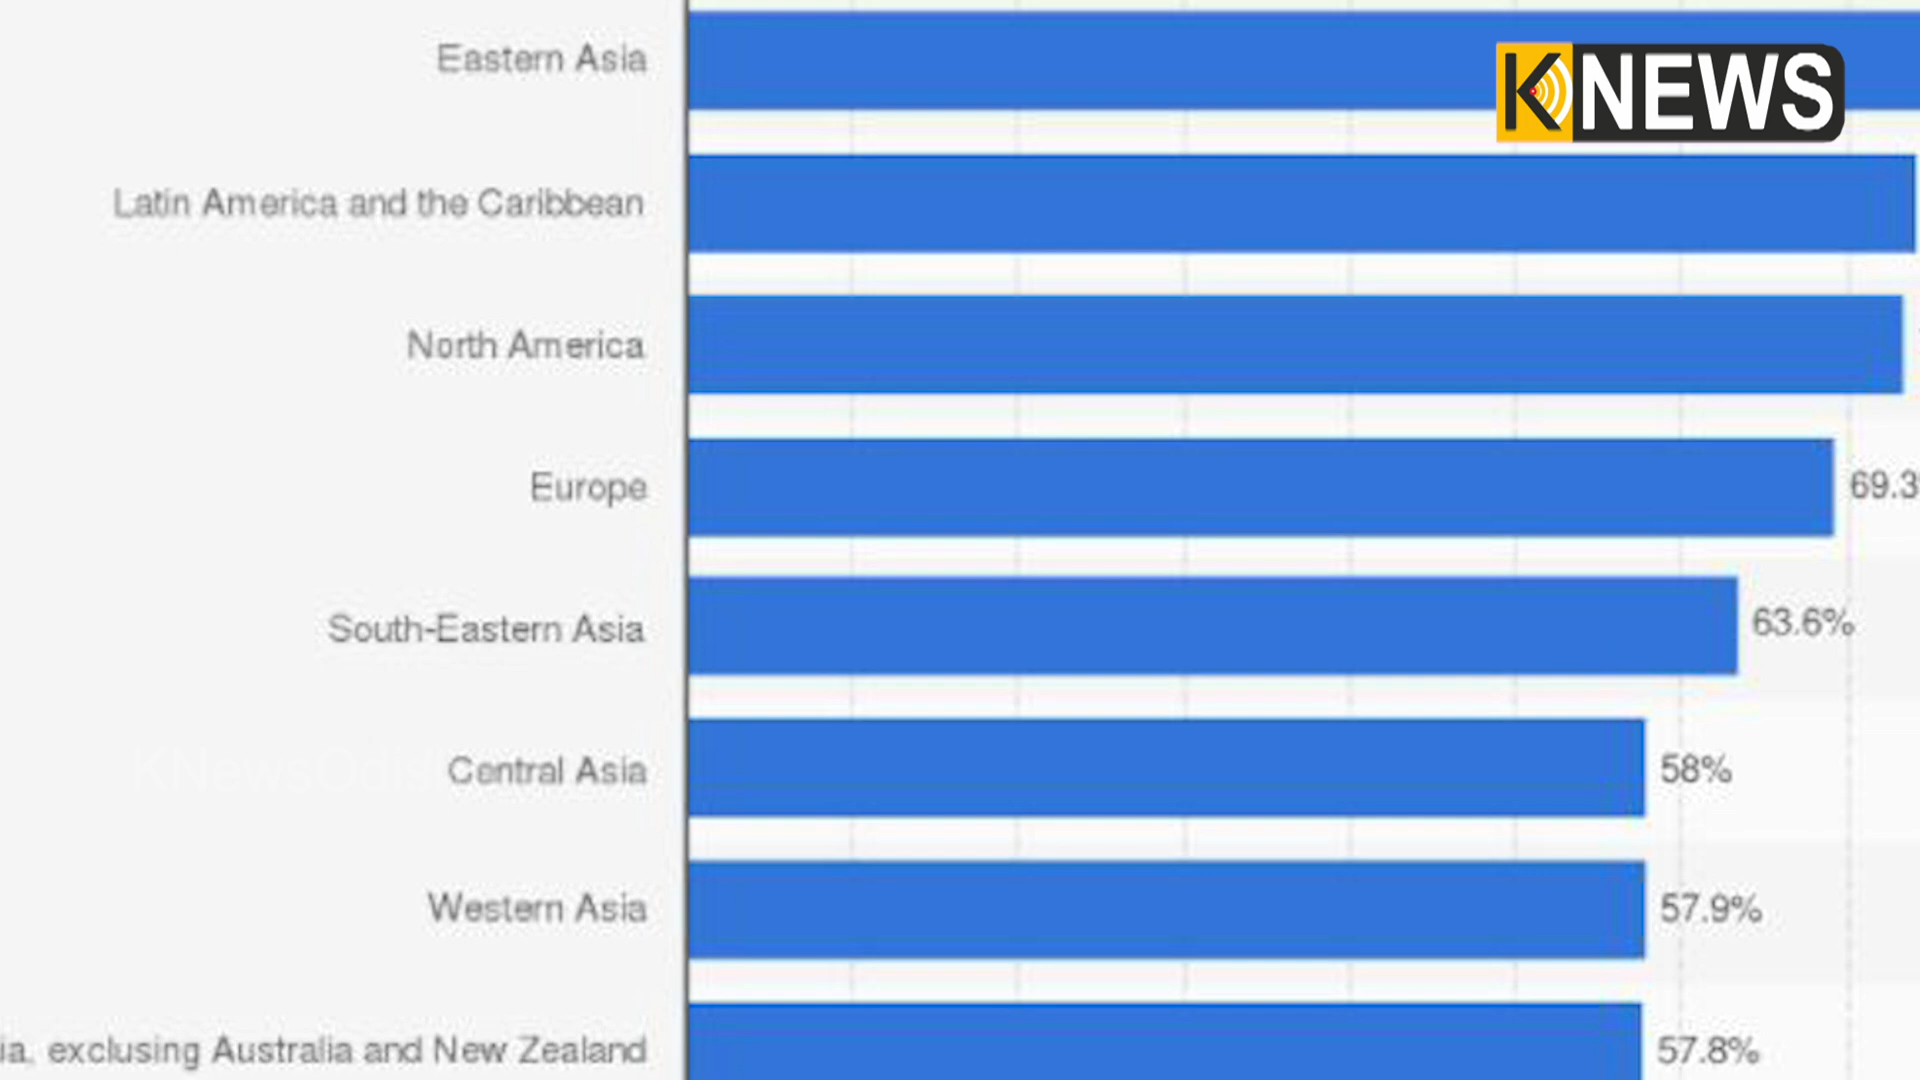 Eastern Asia
KNEWS
Latin America and the Caribbean
North America
Europe 69.3
South-Eastern Asia 63.6%
KNewsOdis
Central Asia 58%
Western Asia 57.9%
ia, exclusing Australia and New Zealand 57.8%